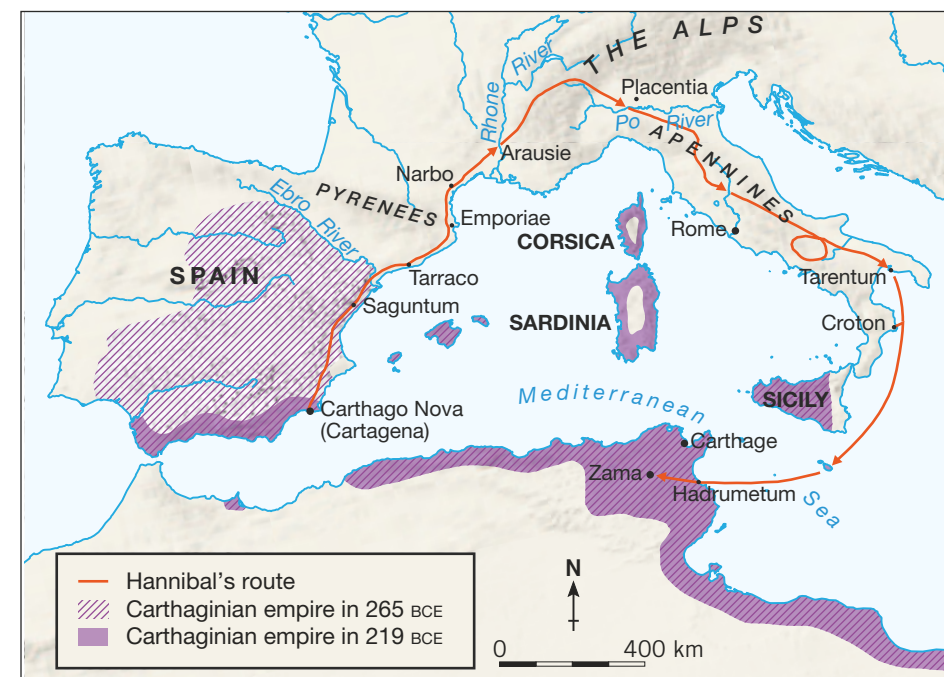 THE ALPS
River
Rhone
Placentia
Po River
APENNINES
Arausie
Narbo
PYRENEES
Ebro River
Emporiae
CORSICA
Rome
SPAIN
Tarraco
Tarentum
Saguntum
SARDINIA
Croton
Mediterranean
SICILY
Carthago Nova
(Cartagena)
Carthage
Zama
Hadrumetum
Sea
Hannibal's route
Carthaginian empire in 265 BCE
Carthaginian empire in 219 BCE
N
0 400 km